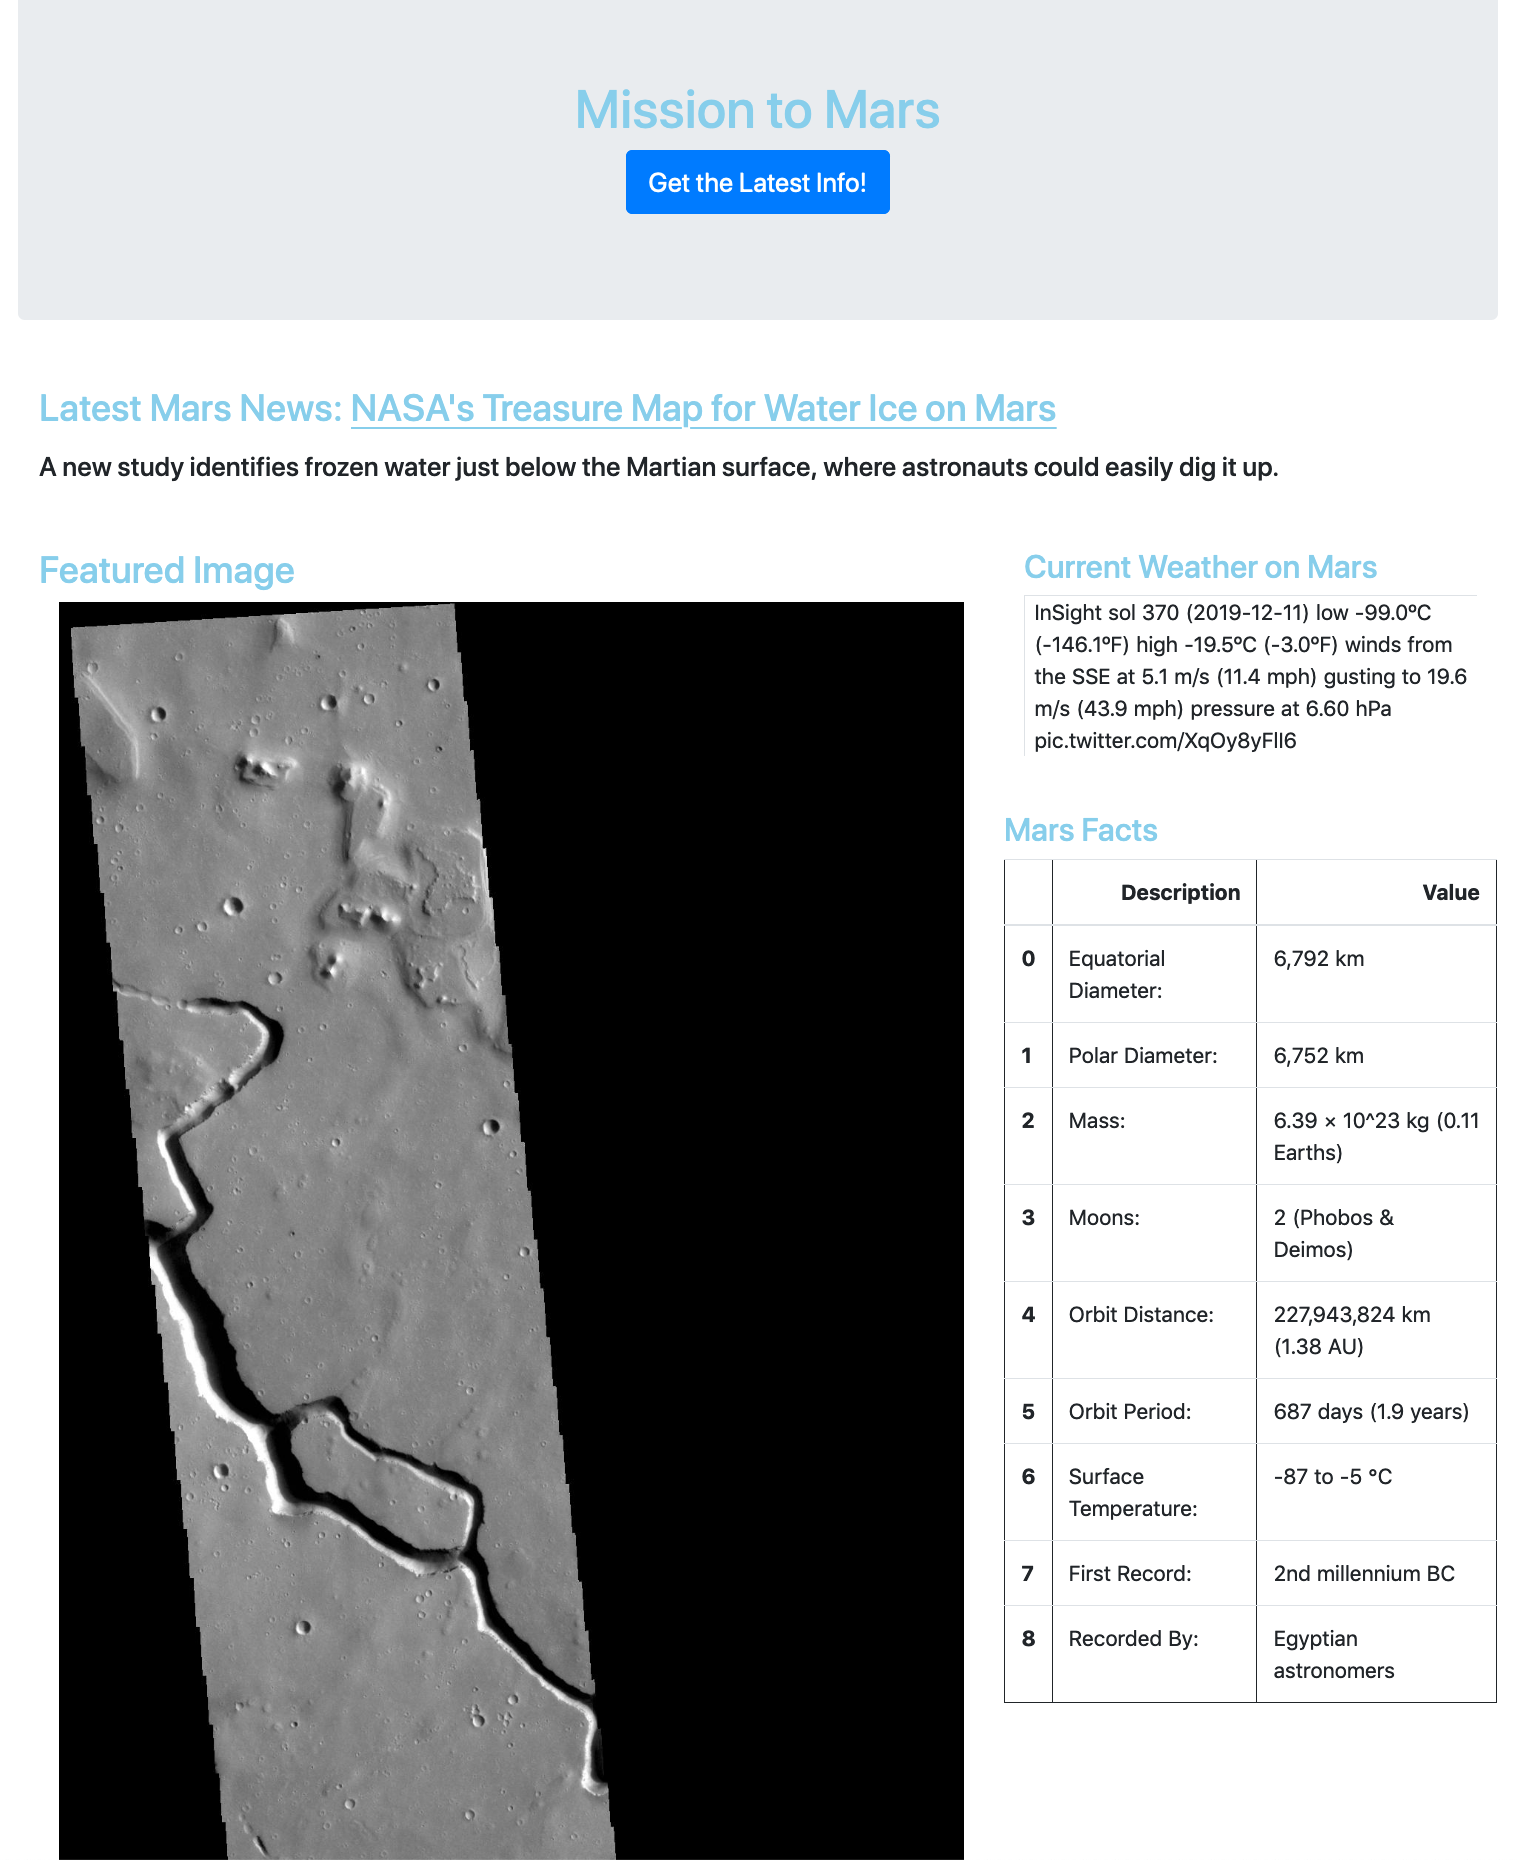 Mission to Mars
Get the Latest Info!
Latest Mars News: NASA's Treasure Map for Water Ice on Mars
A new study identifies frozen water just below the Martian surface, where astronauts could easily dig it up.
Featured Image
Current Weather on Mars
InSight sol 370 (2019-12-11) low -99.0ºC
(-146.1ºF) high -19.5ºC (-3.0ºF) winds from
the SSE at 5.1 m/s (11.4 mph) gusting to 19.6
m/s (43.9 mph) pressure at 6.60 hPa
pic.twitter.com/XqOy8yFlI6
Mars Facts
Description Value
0 Equatorial Diameter: 6,792 km
1 Polar Diameter: 6,752 km
2 Mass: 6.39 × 10^23 kg (0.11 Earths)
3 Moons: 2 (Phobos & Deimos)
4 Orbit Distance: 227,943,824 km (1.38 AU)
5 Orbit Period: 687 days (1.9 years)
6 Surface Temperature: -87 to -5 °C
7 First Record: 2nd millennium BC
8 Recorded By: Egyptian astronomers